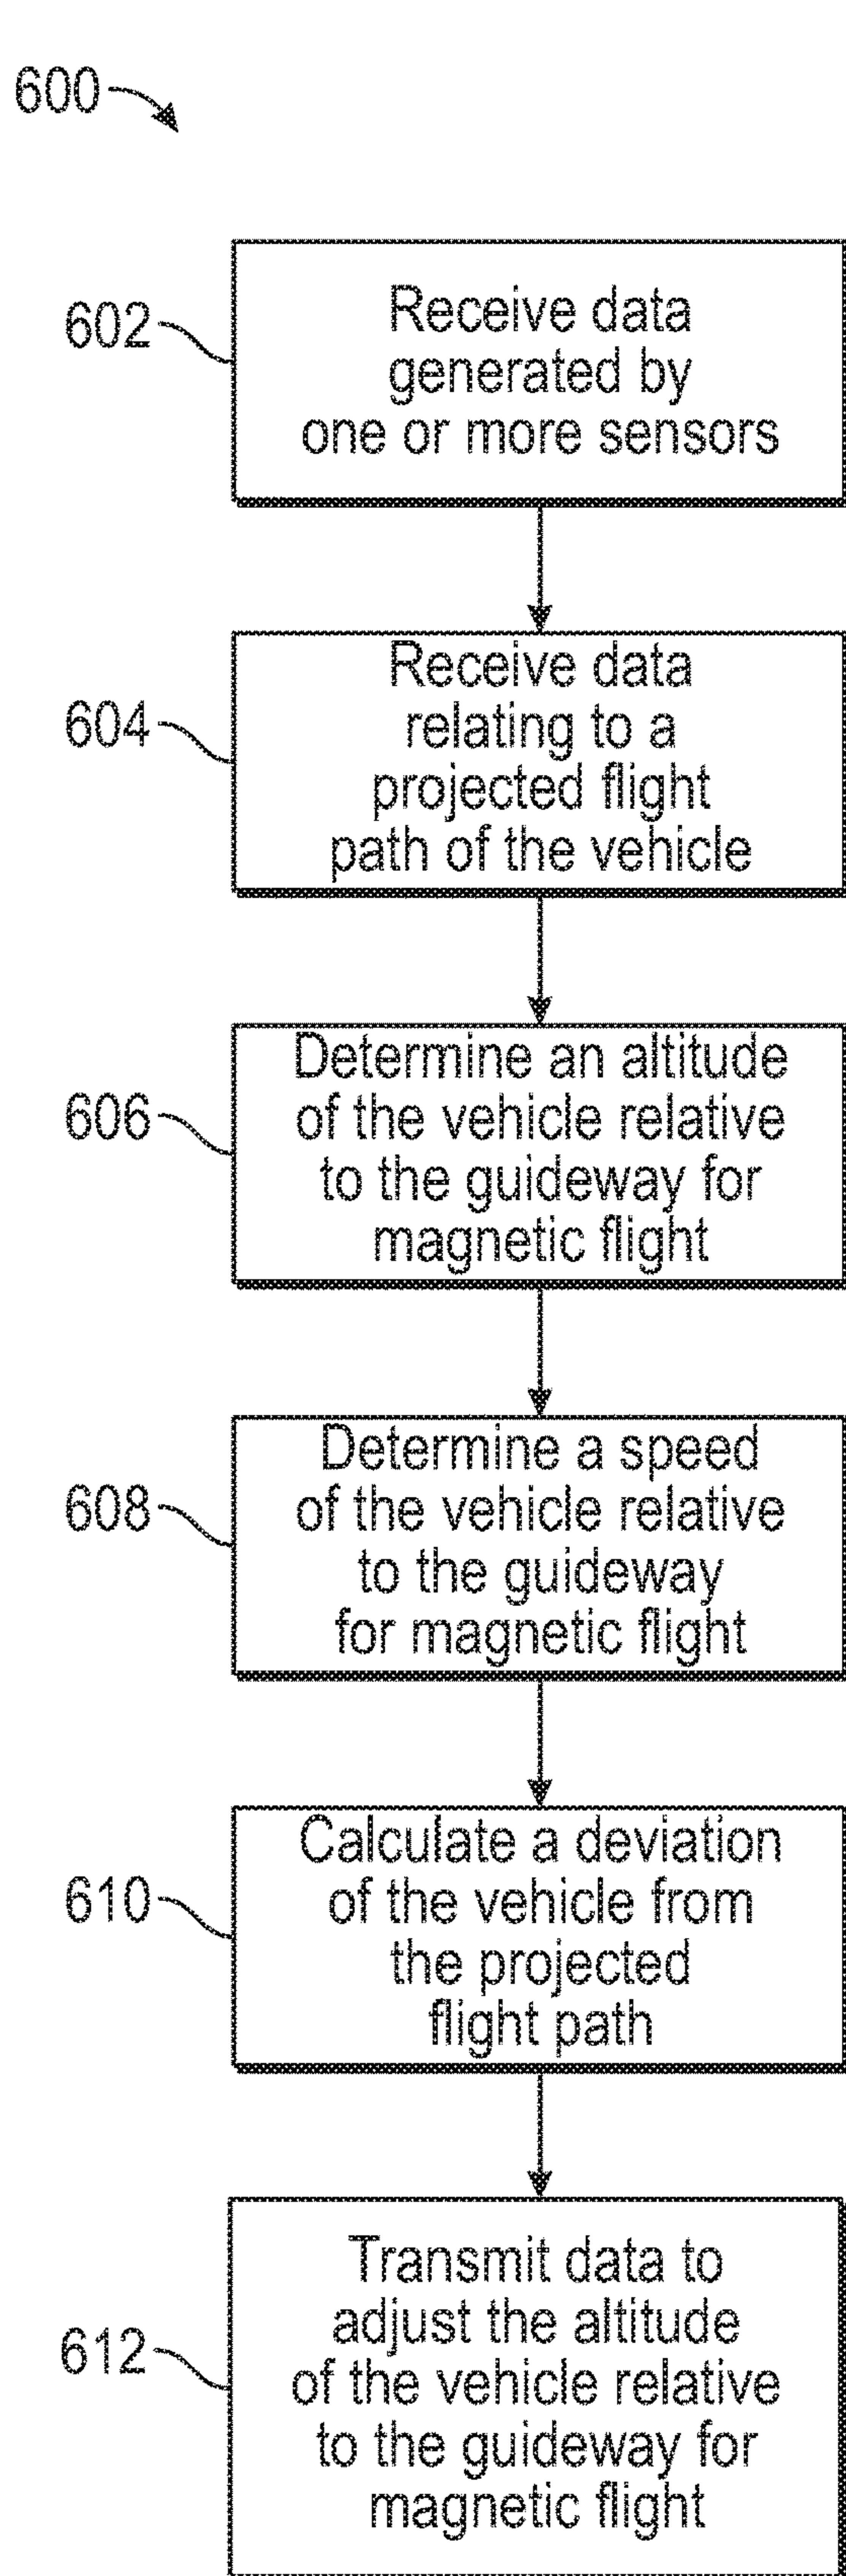 600
602
Receive data
generated by
one or more sensors
604
Receive data
relating to a
projected flight
path of the vehicle
606
Determine an altitude
of the vehicle relative
to the guideway for
magnetic flight
608
Determine a speed
of the vehicle relative
to the guideway
for magnetic flight
610
Calculate a deviation
of the vehicle from
the projected
flight path
612
Transmit data to
adjust the altitude
of the vehicle relative
to the guideway for
magnetic flight